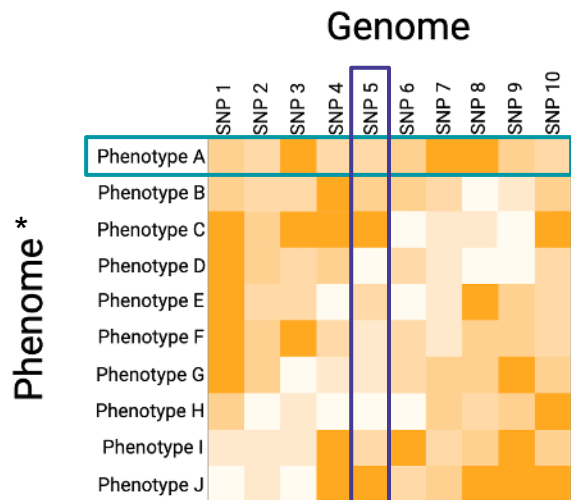 Genome
SNP 1
SNP 2
SNP 3
SNP 4
SNP 5
SNP 6
SNP 7
SNP 8
SNP 9
SNP 10
Phenome*
Phenotype A
Phenotype B
Phenotype C
Phenotype D
Phenotype E
Phenotype F
Phenotype G
Phenotype H
Phenotype I
Phenotype J